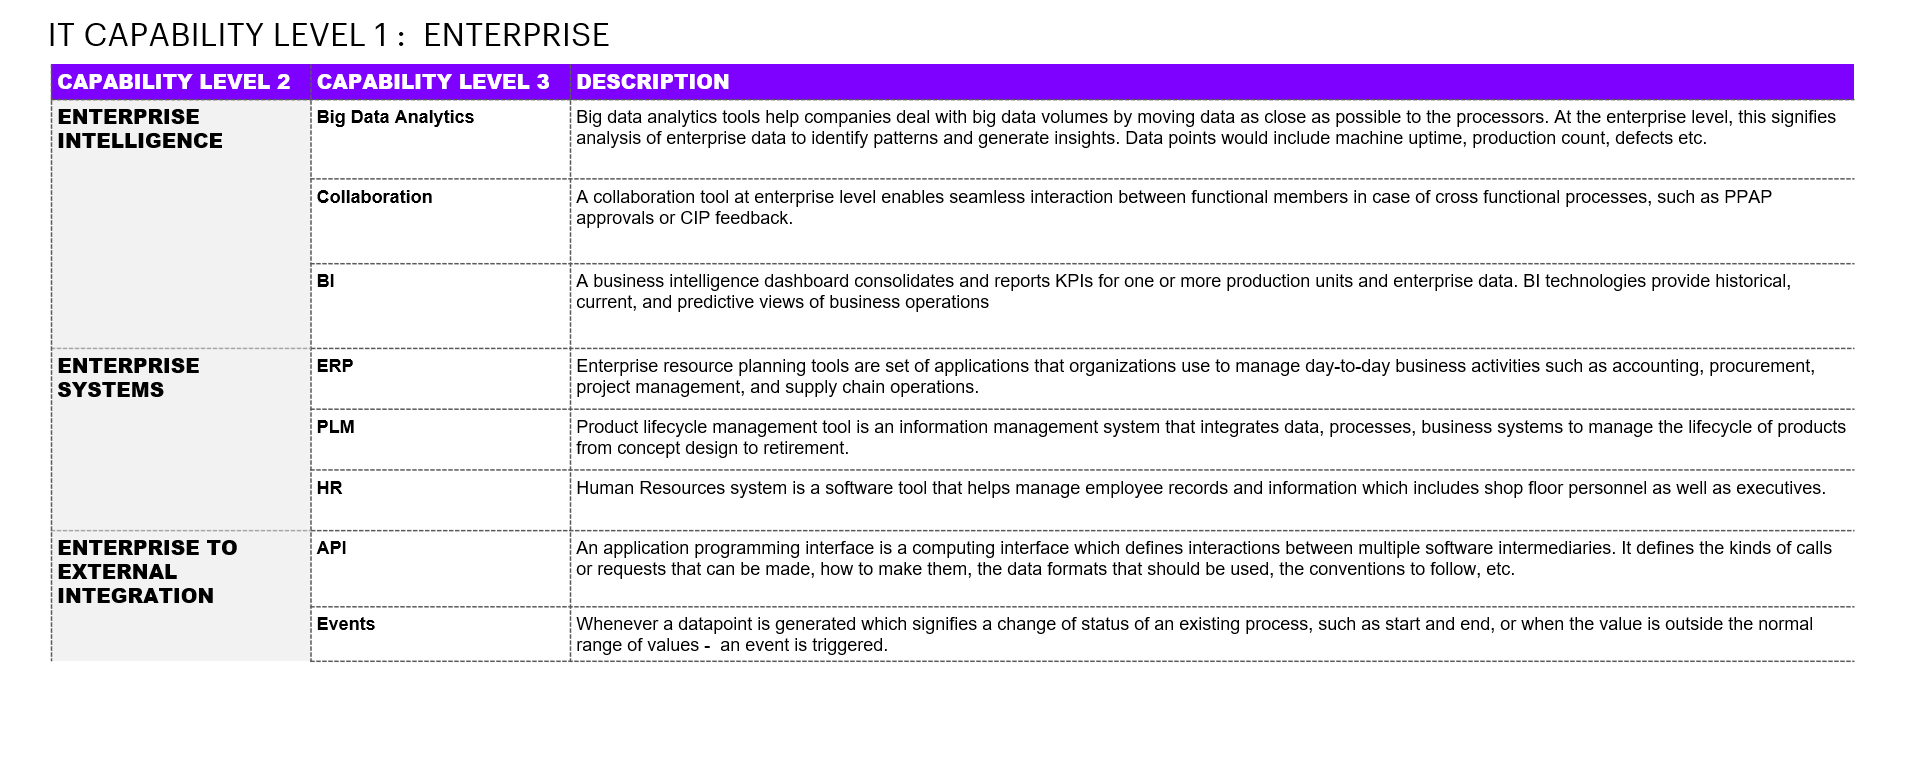 IT CAPABILITY LEVEL 1 :  ENTERPRISE
CAPABILITY LEVEL 2
CAPABILITY LEVEL 3
DESCRIPTION
ENTERPRISE
INTELLIGENCE
Big Data Analytics
Big data analytics tools help companies deal with big data volumes by moving data as close as possible to the processors. At the enterprise level, this signifies
analysis of enterprise data to identify patterns and generate insights. Data points would include machine uptime, production count, defects etc.
Collaboration
A collaboration tool at enterprise level enables seamless interaction between functional members in case of cross functional processes, such as PPAP
approvals or CIP feedback.
BI
A business intelligence dashboard consolidates and reports KPIs for one or more production units and enterprise data. BI technologies provide historical,
current, and predictive views of business operations
ENTERPRISE
SYSTEMS
ERP
Enterprise resource planning tools are set of applications that organizations use to manage day-to-day business activities such as accounting, procurement,
project management, and supply chain operations.
PLM
Product lifecycle management tool is an information management system that integrates data, processes, business systems to manage the lifecycle of products
from concept design to retirement.
HR
Human Resources system is a software tool that helps manage employee records and information which includes shop floor personnel as well as executives.
ENTERPRISE TO
EXTERNAL
INTEGRATION
API
An application programming interface is a computing interface which defines interactions between multiple software intermediaries. It defines the kinds of calls
or requests that can be made, how to make them, the data formats that should be used, the conventions to follow, etc.
Events
Whenever a datapoint is generated which signifies a change of status of an existing process, such as start and end, or when the value is outside the normal
range of values -  an event is triggered.